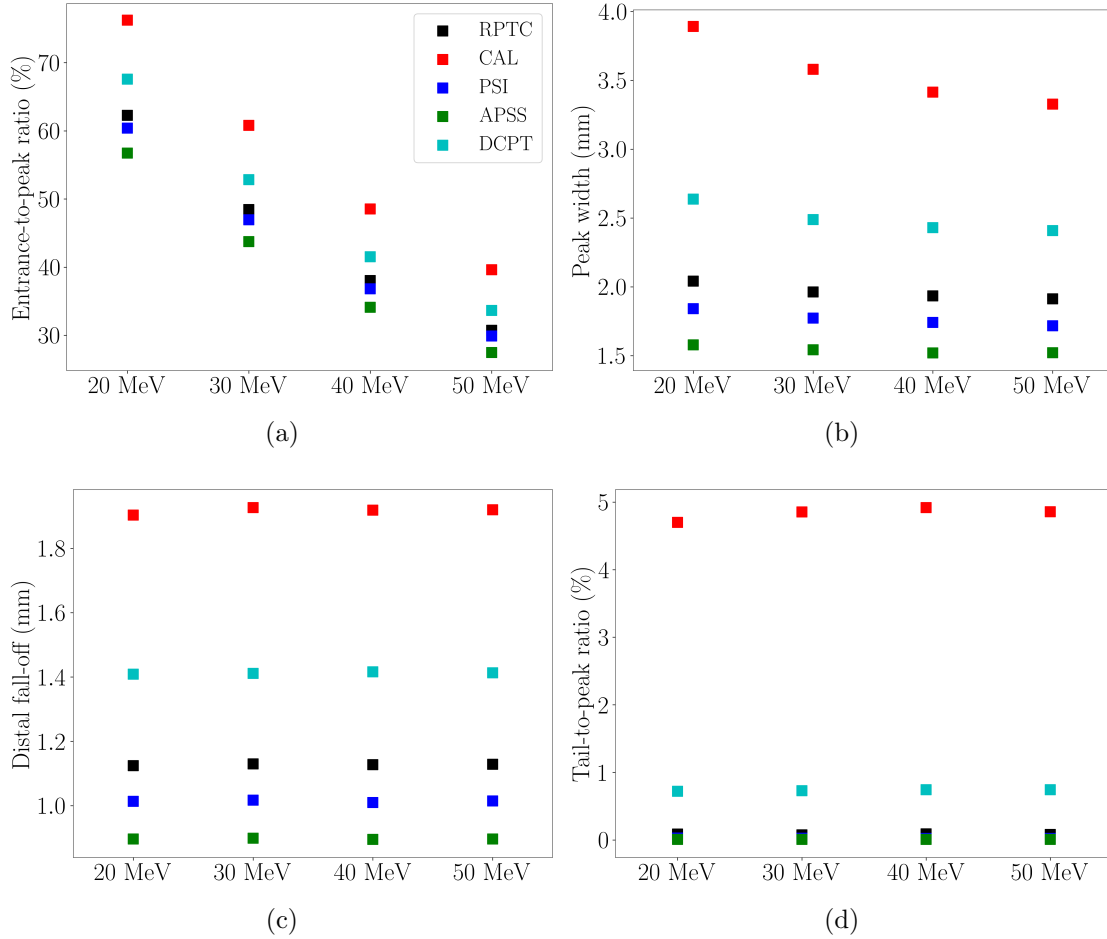 70
60
50
40
30
Entrance-to-peak ratio (%)
RPTC
CAL
PSI
APSS
DCPT
20 MeV 30 MeV 40 MeV 50 MeV
(a)
4.0
3.5
3.0
2.5
2.0
1.5
Peak width (mm)
20 MeV 30 MeV 40 MeV 50 MeV
(b)
1.8
1.6
1.4
1.2
1.0
Distal fall-off (mm)
20 MeV 30 MeV 40 MeV 50 MeV
(c)
5
4
3
2
1
0
Tail-to-peak ratio (%)
20 MeV 30 MeV 40 MeV 50 MeV
(d)